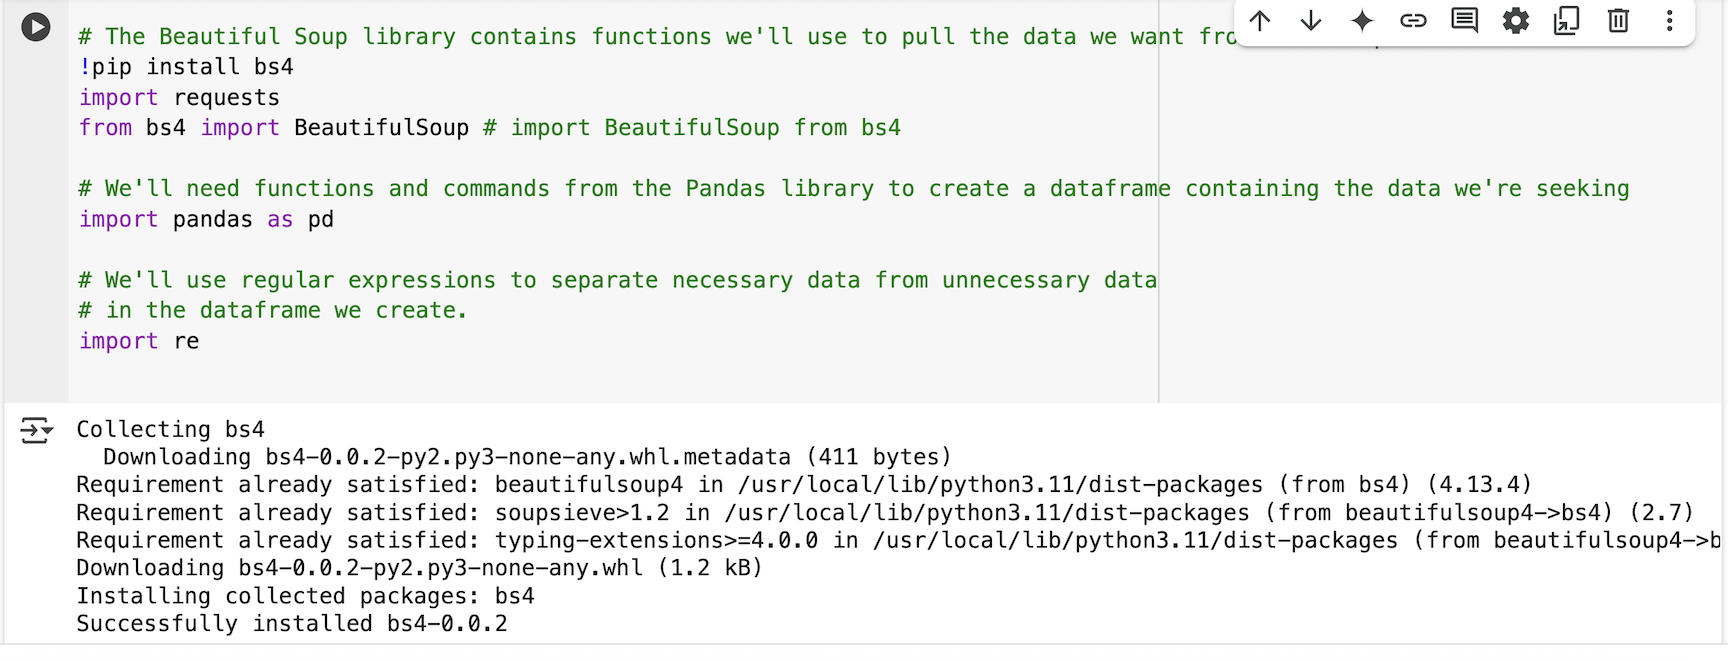 # The Beautiful Soup library contains functions we'll use to pull the data we want
!pip install bs4
import requests
from bs4 import BeautifulSoup # import BeautifulSoup from bs4
# We'll need functions and commands from the Pandas library to create a dataframe containing the data we're seeking
import pandas as pd
# We'll use regular expressions to separate necessary data from unnecessary data
# in the dataframe we create.
import re
Collecting bs4
Downloading bs4-0.0.2-py2.py3-none-any.whl.metadata (411 bytes)
Requirement already satisfied: beautifulsoup4 in /usr/local/lib/python3.11/dist-packages (from bs4) (4.13.4)
Requirement already satisfied: soupsieve>1.2 in /usr/local/lib/python3.11/dist-packages (from beautifulsoup4->bs4) (2.7)
Requirement already satisfied: typing-extensions>=4.0.0 in /usr/local/lib/python3.11/dist-packages (from beautifulsoup4->b
Downloading bs4-0.0.2-py2.py3-none-any.whl (1.2 kB)
Installing collected packages: bs4
Successfully installed bs4-0.0.2